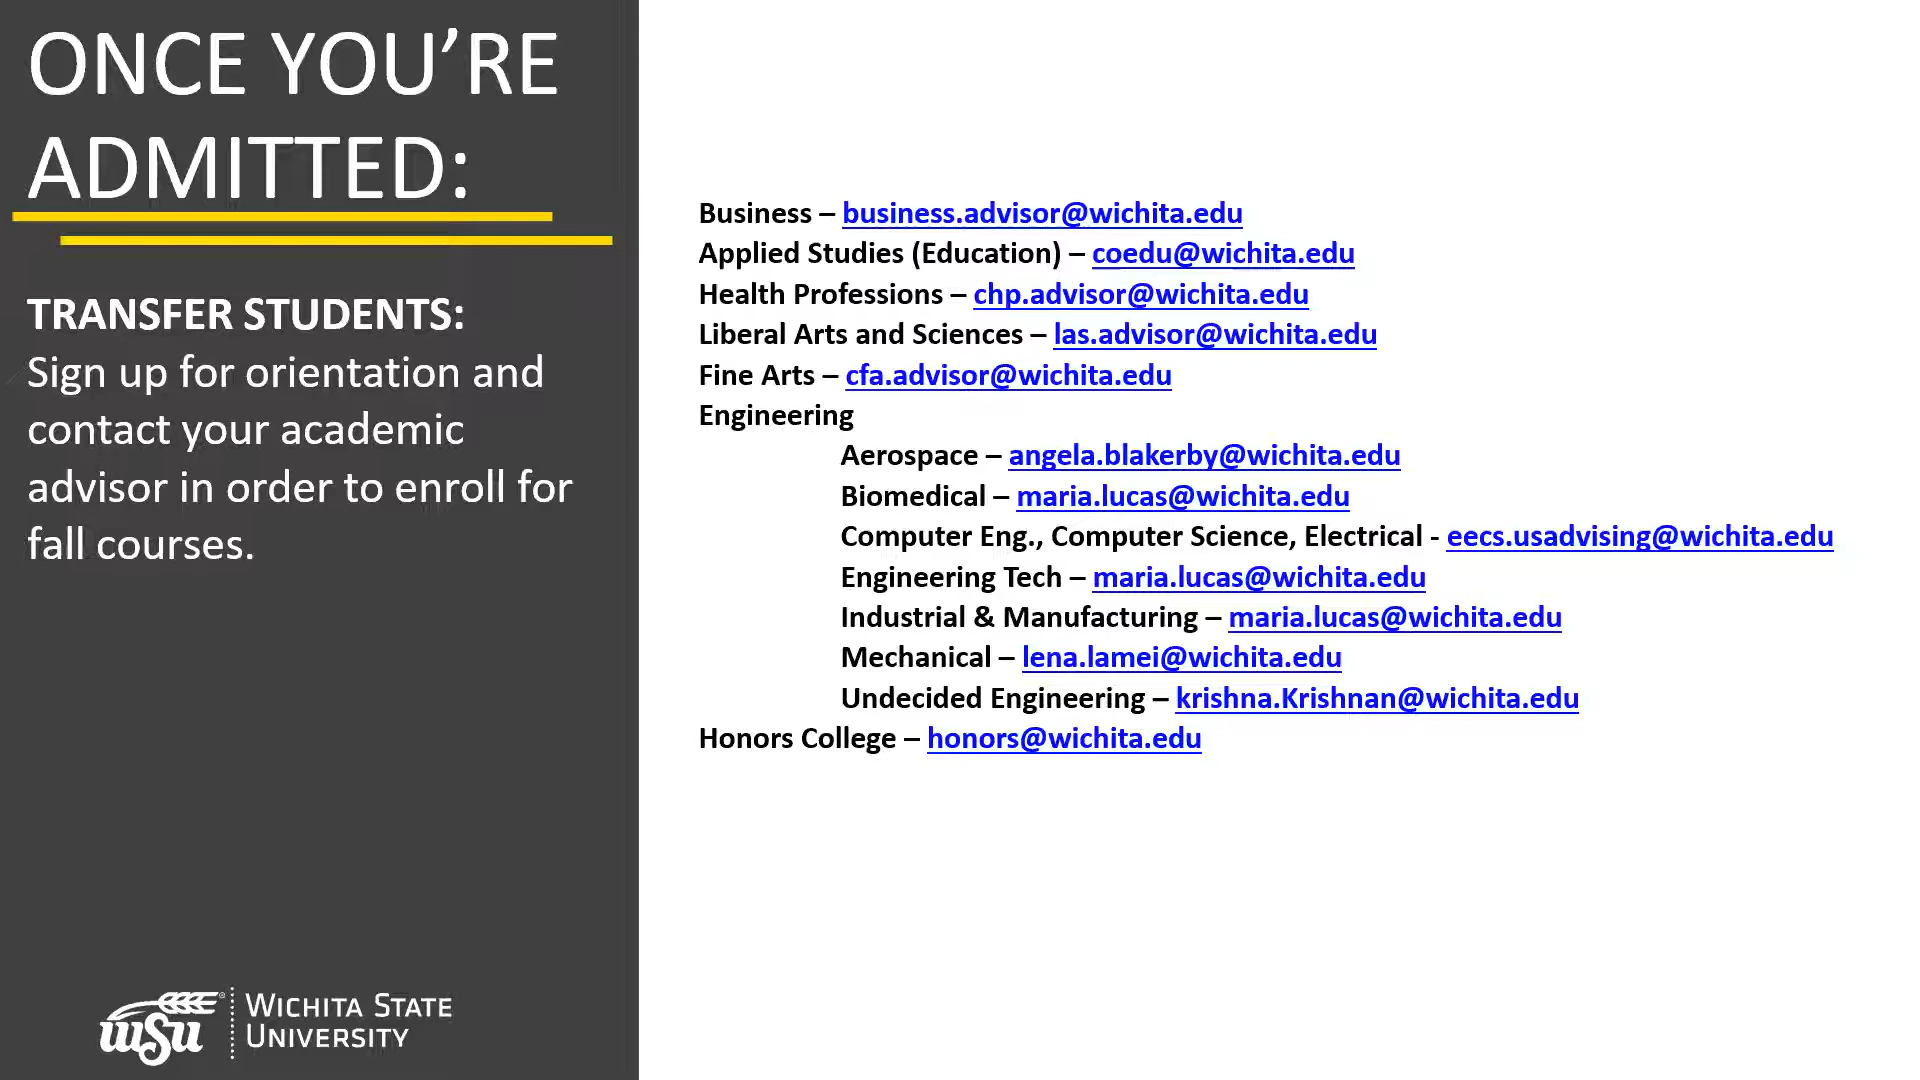 ONCE YOU’RE
ADMITTED:
TRANSFER STUDENTS:
Sign up for orientation and
contact your academic
advisor in order to enroll for
fall courses.
wsu® WICHITA STATE
UNIVERSITY
Business – business.advisor@wichita.edu
Applied Studies (Education) – coedu@wichita.edu
Health Professions – chp.advisor@wichita.edu
Liberal Arts and Sciences – las.advisor@wichita.edu
Fine Arts – cfa.advisor@wichita.edu
Engineering
Aerospace – angela.blakerby@wichita.edu
Biomedical – maria.lucas@wichita.edu
Computer Eng., Computer Science, Electrical - eecs.usadvising@wichita.edu
Engineering Tech – maria.lucas@wichita.edu
Industrial & Manufacturing – maria.lucas@wichita.edu
Mechanical – lena.lamei@wichita.edu
Undecided Engineering – krishna.Krishnan@wichita.edu
Honors College – honors@wichita.edu